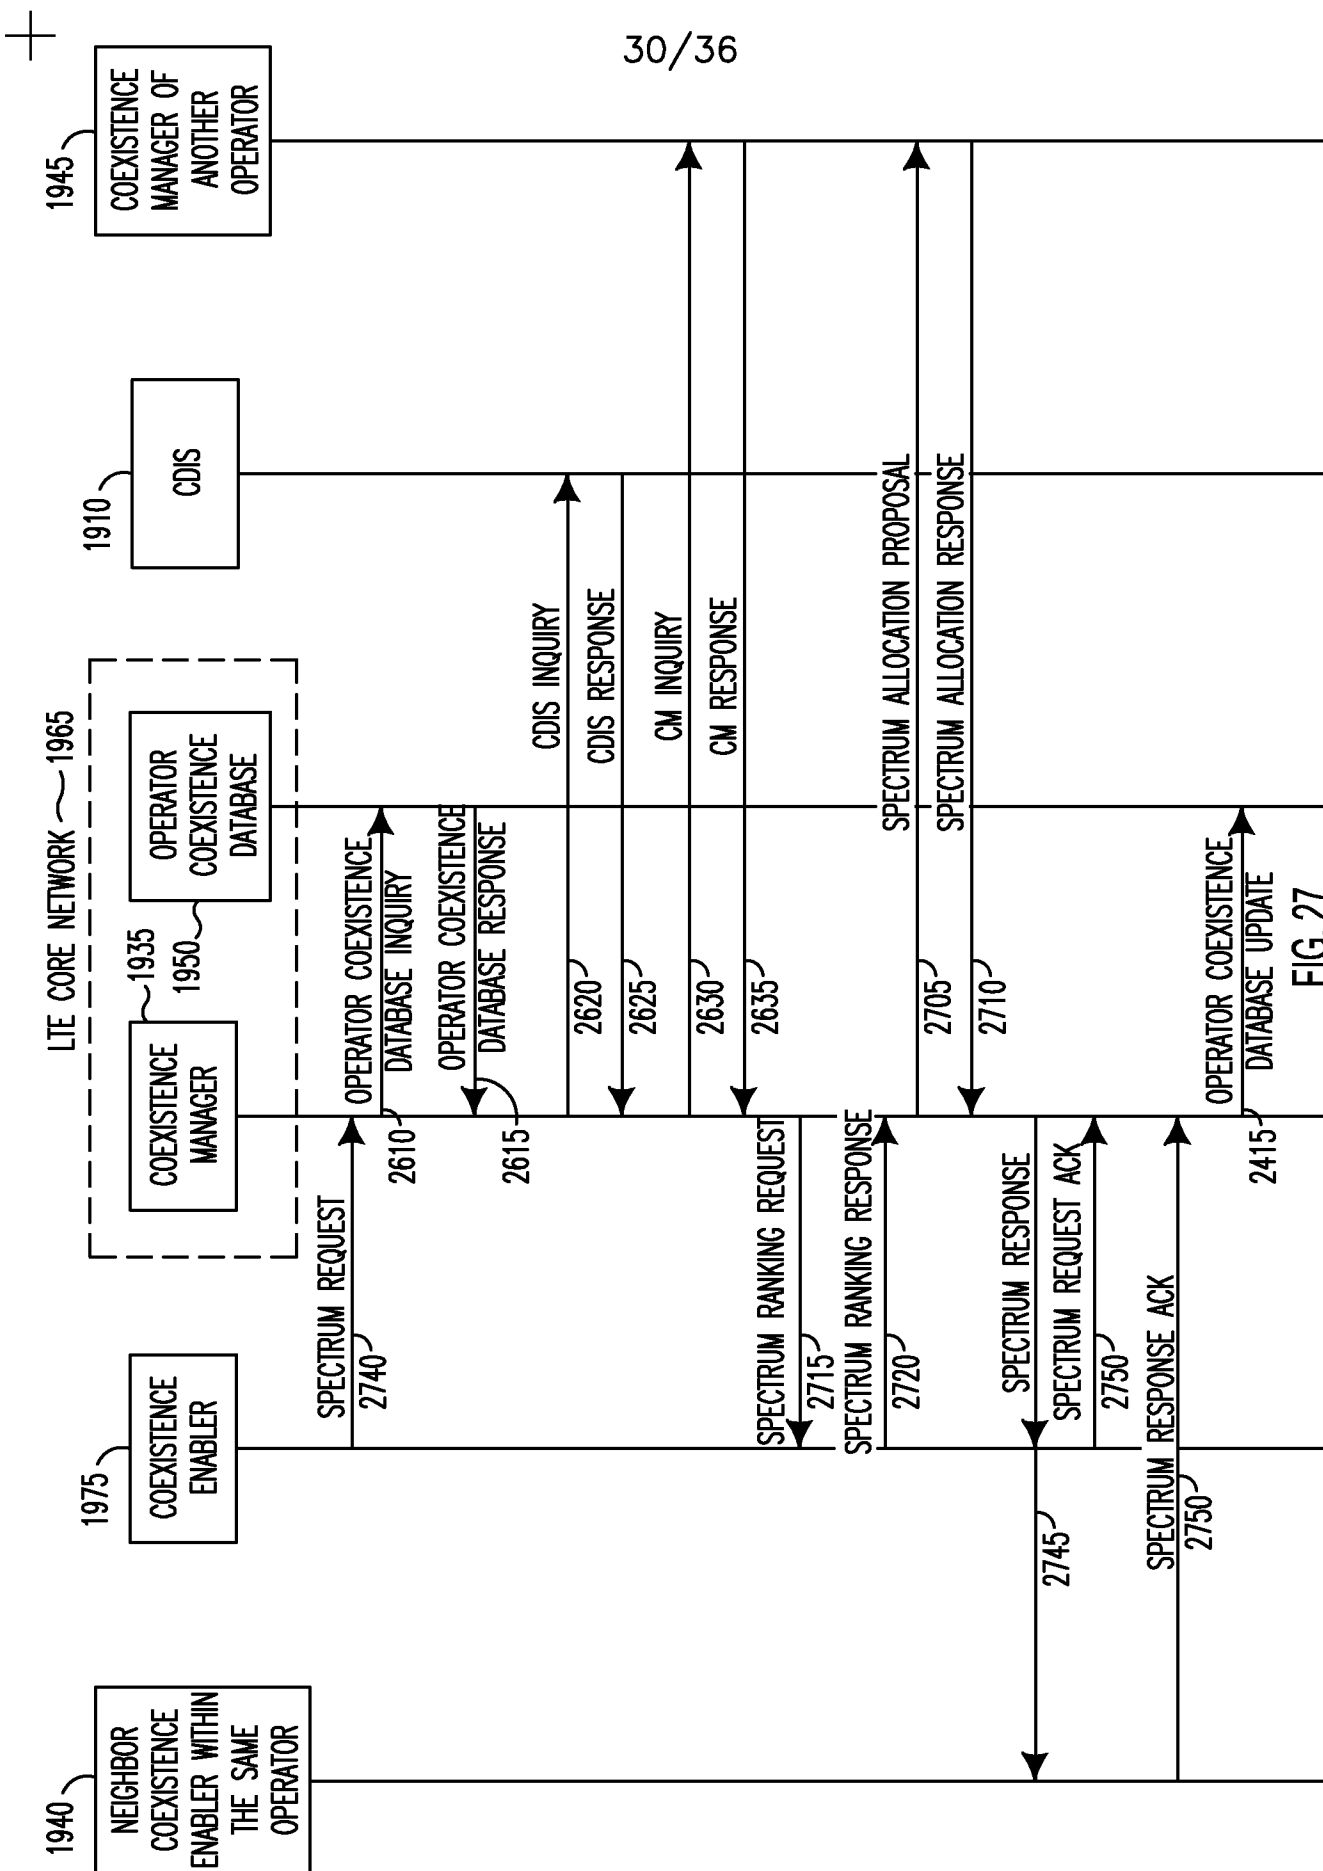 30/36
1940
NEIGHBOR
COEXISTENCE
ENABLER WITHIN
THE SAME
OPERATOR
1975
COEXISTENCE
ENABLER
LTE CORE NETWORK 1965
1935
COEXISTENCE
MANAGER
1950
OPERATOR
COEXISTENCE
DATABASE
1910
CDIS
1945
COEXISTENCE
MANAGER OF
ANOTHER
OPERATOR
SPECTRUM REQUEST
2740
OPERATOR COEXISTENCE
DATABASE INQUIRY
2610
OPERATOR COEXISTENCE
DATABASE RESPONSE
2615
CDIS INQUIRY
2620
CDIS RESPONSE
2625
CM INQUIRY
2630
CM RESPONSE
2635
SPECTRUM RANKING REQUEST
2715
SPECTRUM RANKING RESPONSE
2720
SPECTRUM ALLOCATION PROPOSAL
2705
SPECTRUM ALLOCATION RESPONSE
2710
SPECTRUM RESPONSE
2745
SPECTRUM REQUEST ACK
2750
SPECTRUM RESPONSE ACK
2750
OPERATOR COEXISTENCE
DATABASE UPDATE
2415
FIG.27